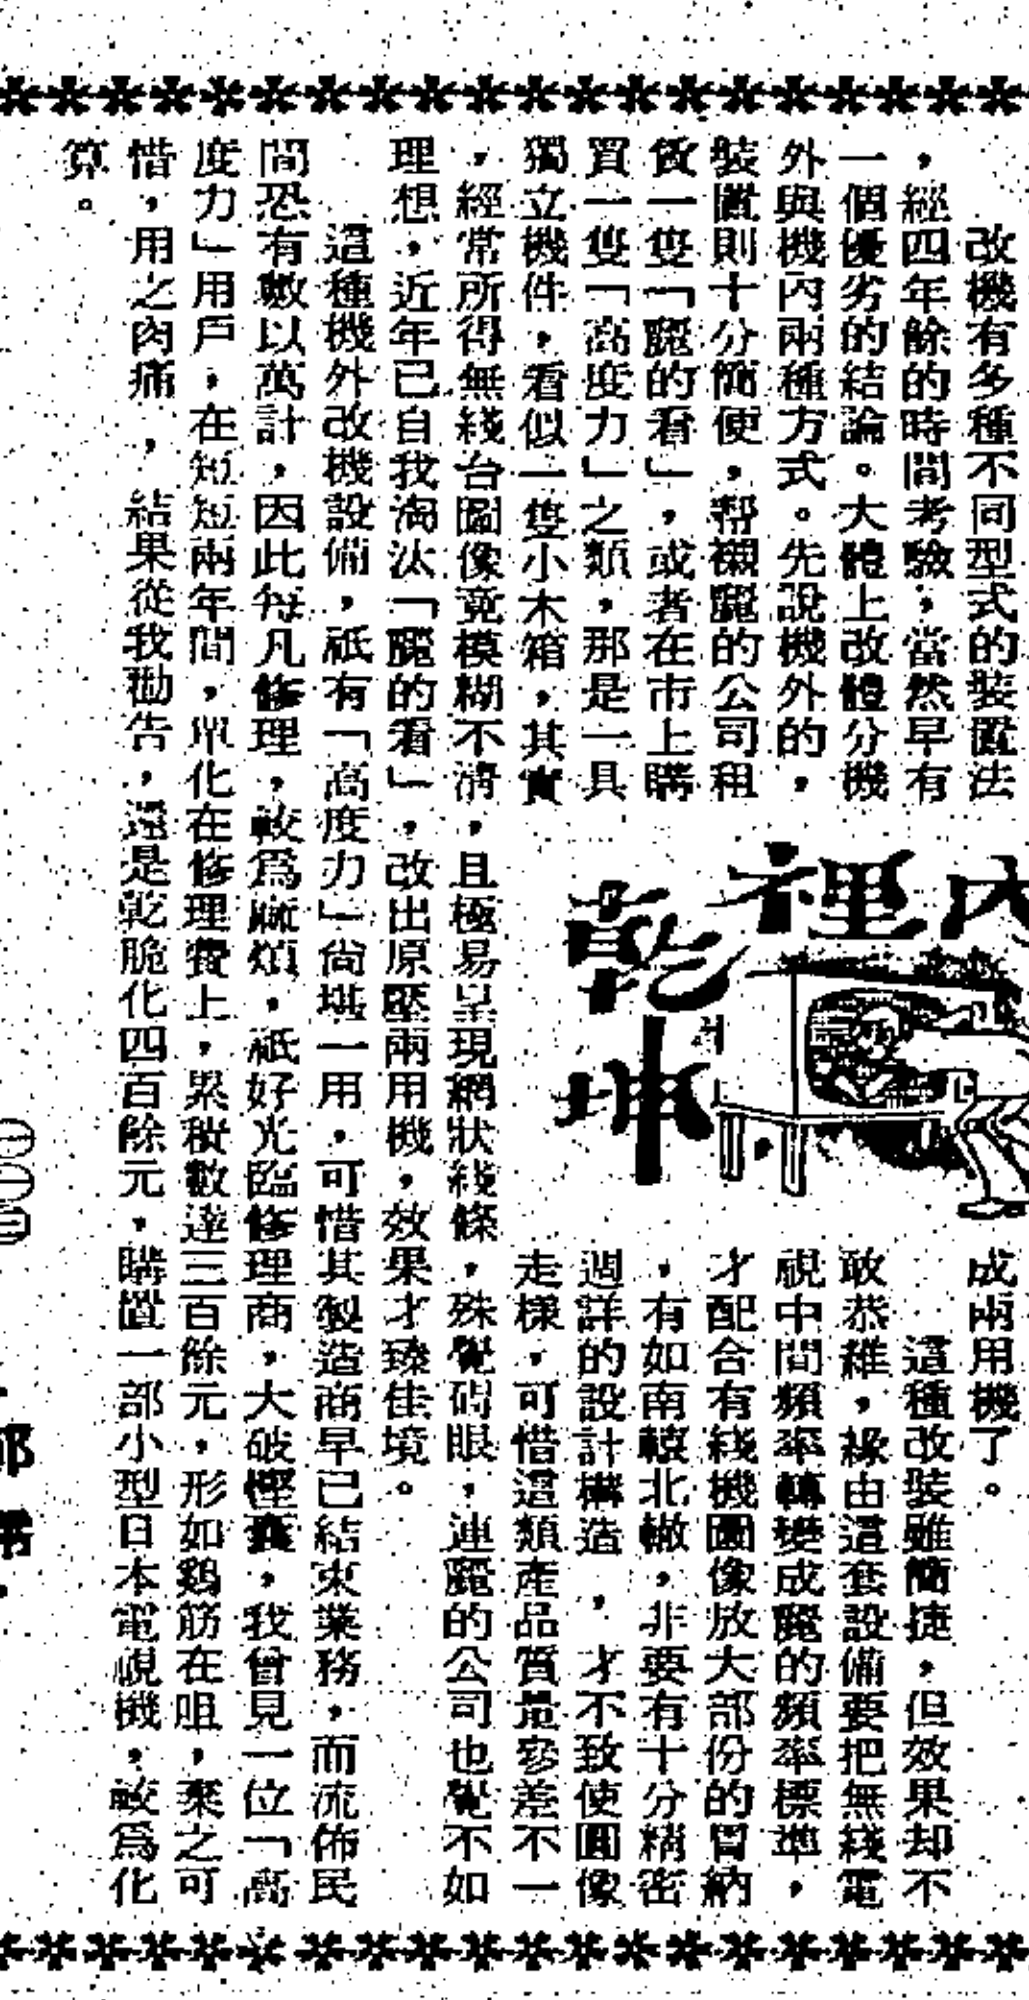 改機有多種不同型式的裝置法
，經四年餘的時間考驗，當然早有
一個優劣的結論。大體上改體分機
外與機內兩種方式。先說機外的，
裝置則十分簡便，帮襯麗的公司租
賃一隻「麗的看」，或者在市上購
買一隻「高度力」之類，那是一具
獨立機件，看似一隻小木箱，其實
內裡
乾
坤
成兩用機了。
這種改裝雖簡捷，但效果却不
敢恭維，緣由這套設備要把無綫電
視中間頻率轉變成麗的頻率標準，
才配合有綫機圖像放大部份的胃納
，有如南轅北轍，非要有十分精密
週詳的設計構造，才不致使圖像
走樣，可惜這類產品質量參差不一
，經常所得無綫台圖像竟模糊不清，且極易呈現網狀綫條，殊覺碍眼，連麗的公司也覺不如
理想，近年已自我淘汰「麗的看」，改出原壓兩用機，效果才臻佳境。
這種機外改機設備，祇有「高度力」尚堪一用，可惜其製造商早已結束業務，而流佈民
間恐有數以萬計，因此每凡修理，較爲麻煩，祇好光臨修理商，大破慳囊，我曾見一位「高
度力」用戶，在短短兩年間，單化在修理費上，累積數達三百餘元，形如鷄筋在咀，棄之可
惜，用之肉痛，結果從我勸告，還是乾脆化四百餘元，購置一部小型日本電視機，較爲化
算。